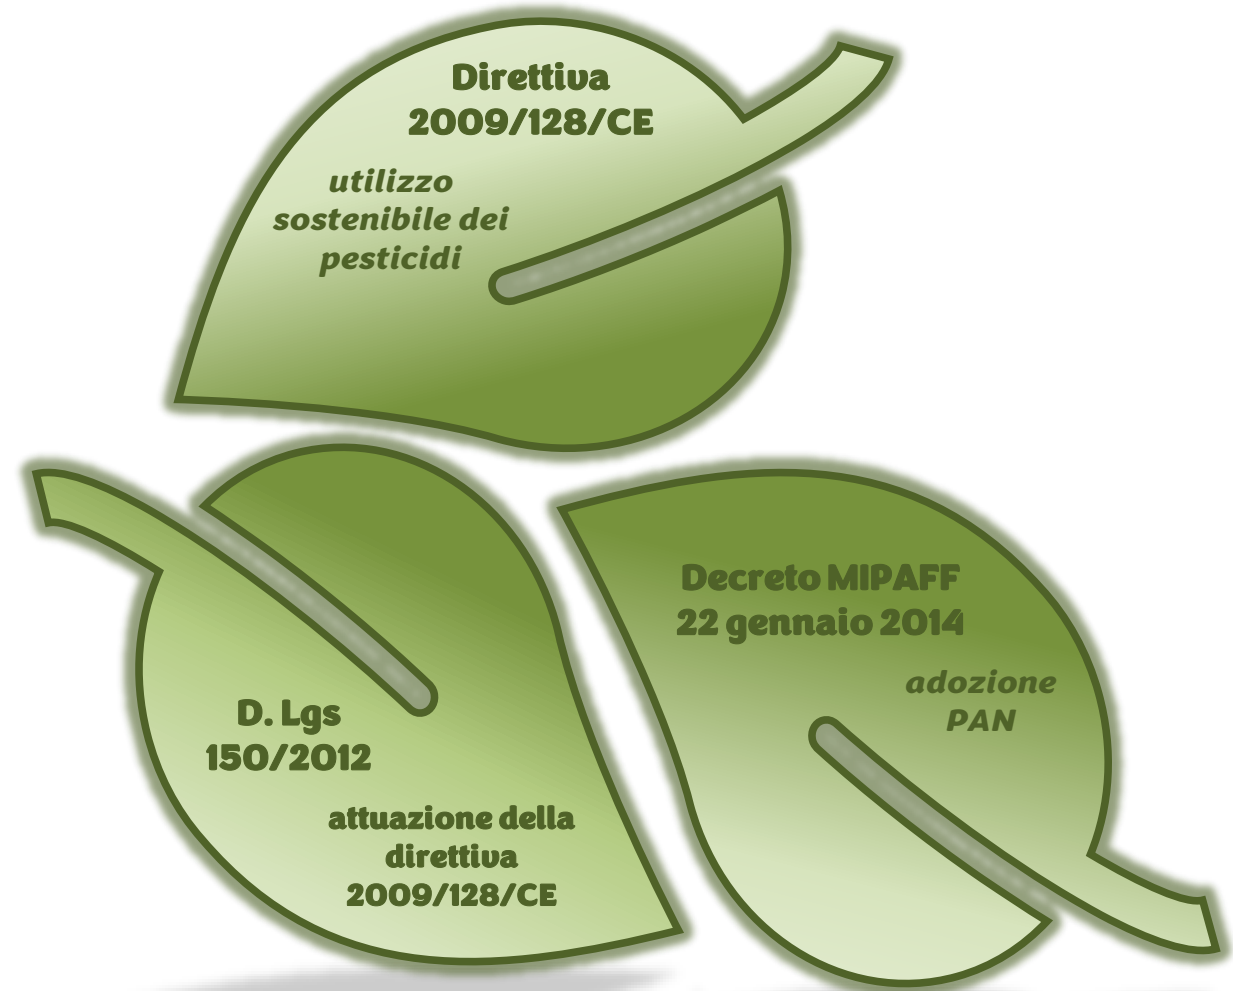 Direttiva
2009/128/CE
utilizzo
sostenibile dei
pesticidi
D. Lgs
150/2012
attuazione della
direttiva
2009/128/CE
Decreto MIPAFF
22 gennaio 2014
adozione
PAN